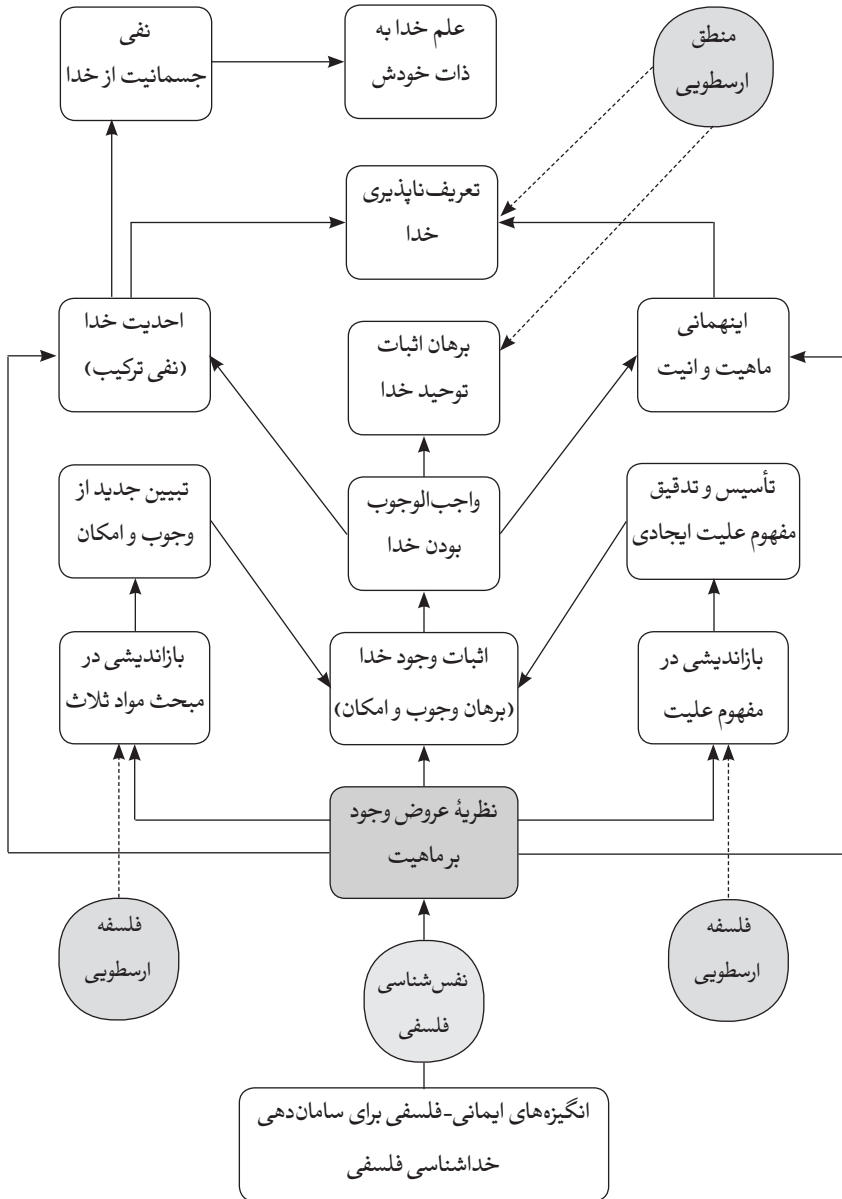 نفی
جسمانیت از خدا
علم خدا به
ذات خودش
منطق
ارسطویی
تعریف‌ناپذیری
خدا
احدیت خدا
(نفی ترکیب)
برهان اثبات
توحید خدا
اینهمانی
ماهیت و انیت
تبیین جدید از
وجوب و امکان
واجب‌الوجوب
بودن خدا
تأسیس و تدقیق
مفهوم علیت ایجادی
بازاندیشی در
مبحث مواد ثلاث
اثبات وجود خدا
(برهان وجوب و امکان)
بازاندیشی در
مفهوم علیت
نظریهٔ عروض وجود
بر ماهیت
فلسفه
ارسطویی
فلسفه
ارسطویی
نفس‌شناسی
فلسفی
انگیزه‌های ایمانی-فلسفی برای سامان‌دهی
خداشناسی فلسفی